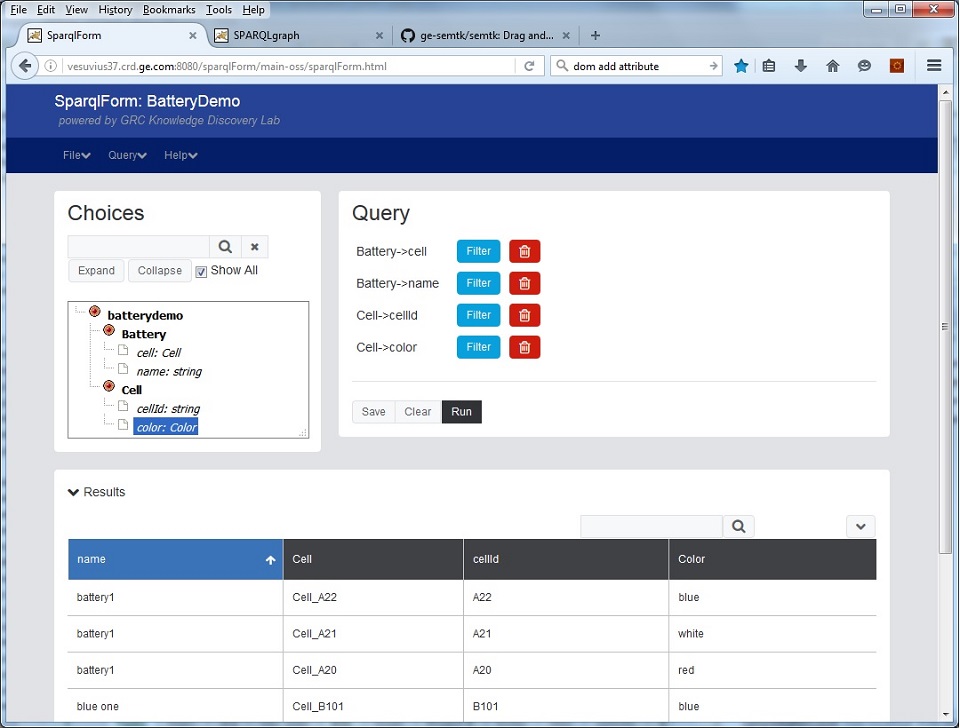 File Edit View History Bookmarks Tools Help
SparqlForm
SPARQLgraph
ge-semtk/semtk: Drag and...
vesuvius37.crd.ge.com:8080/sparqlForm/main-oss/sparqlForm.html
dom add attribute
SparqlForm: BatteryDemo
powered by GRC Knowledge Discovery Lab
File Query Help
Choices
Expand Collapse Show All
batterydemo
Battery
cell: Cell
name: string
Cell
cellId: string
color: Color
Query
Battery->cell Filter
Battery->name Filter
Cell->cellId Filter
Cell->color Filter
Save Clear Run
Results
name Cell cellId Color
battery1 Cell_A22 A22 blue
battery1 Cell_A21 A21 white
battery1 Cell_A20 A20 red
blue one Cell_B101 B101 blue